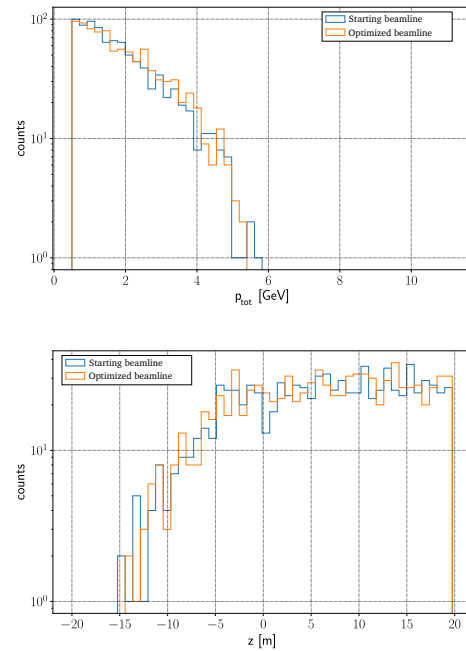 Starting beamline
Optimized beamline
10²
10¹
10⁰
counts
0 2 4 6 8 10
p_tot [GeV]
Starting beamline
Optimized beamline
10¹
10⁰
counts
−20 −15 −10 −5 0 5 10 15 20
z [m]